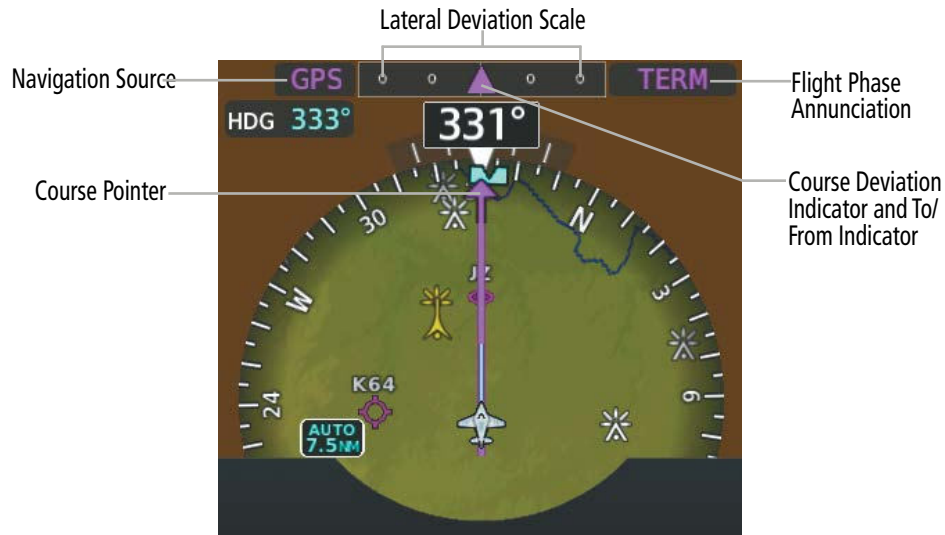 Lateral Deviation Scale
Navigation Source
GPS
TERM
Flight Phase
Annunciation
HDG 333°
331°
Course Pointer
Course Deviation
Indicator and To/
From Indicator
30
N
W
3
K64
24
6
AUTO
7.5NM